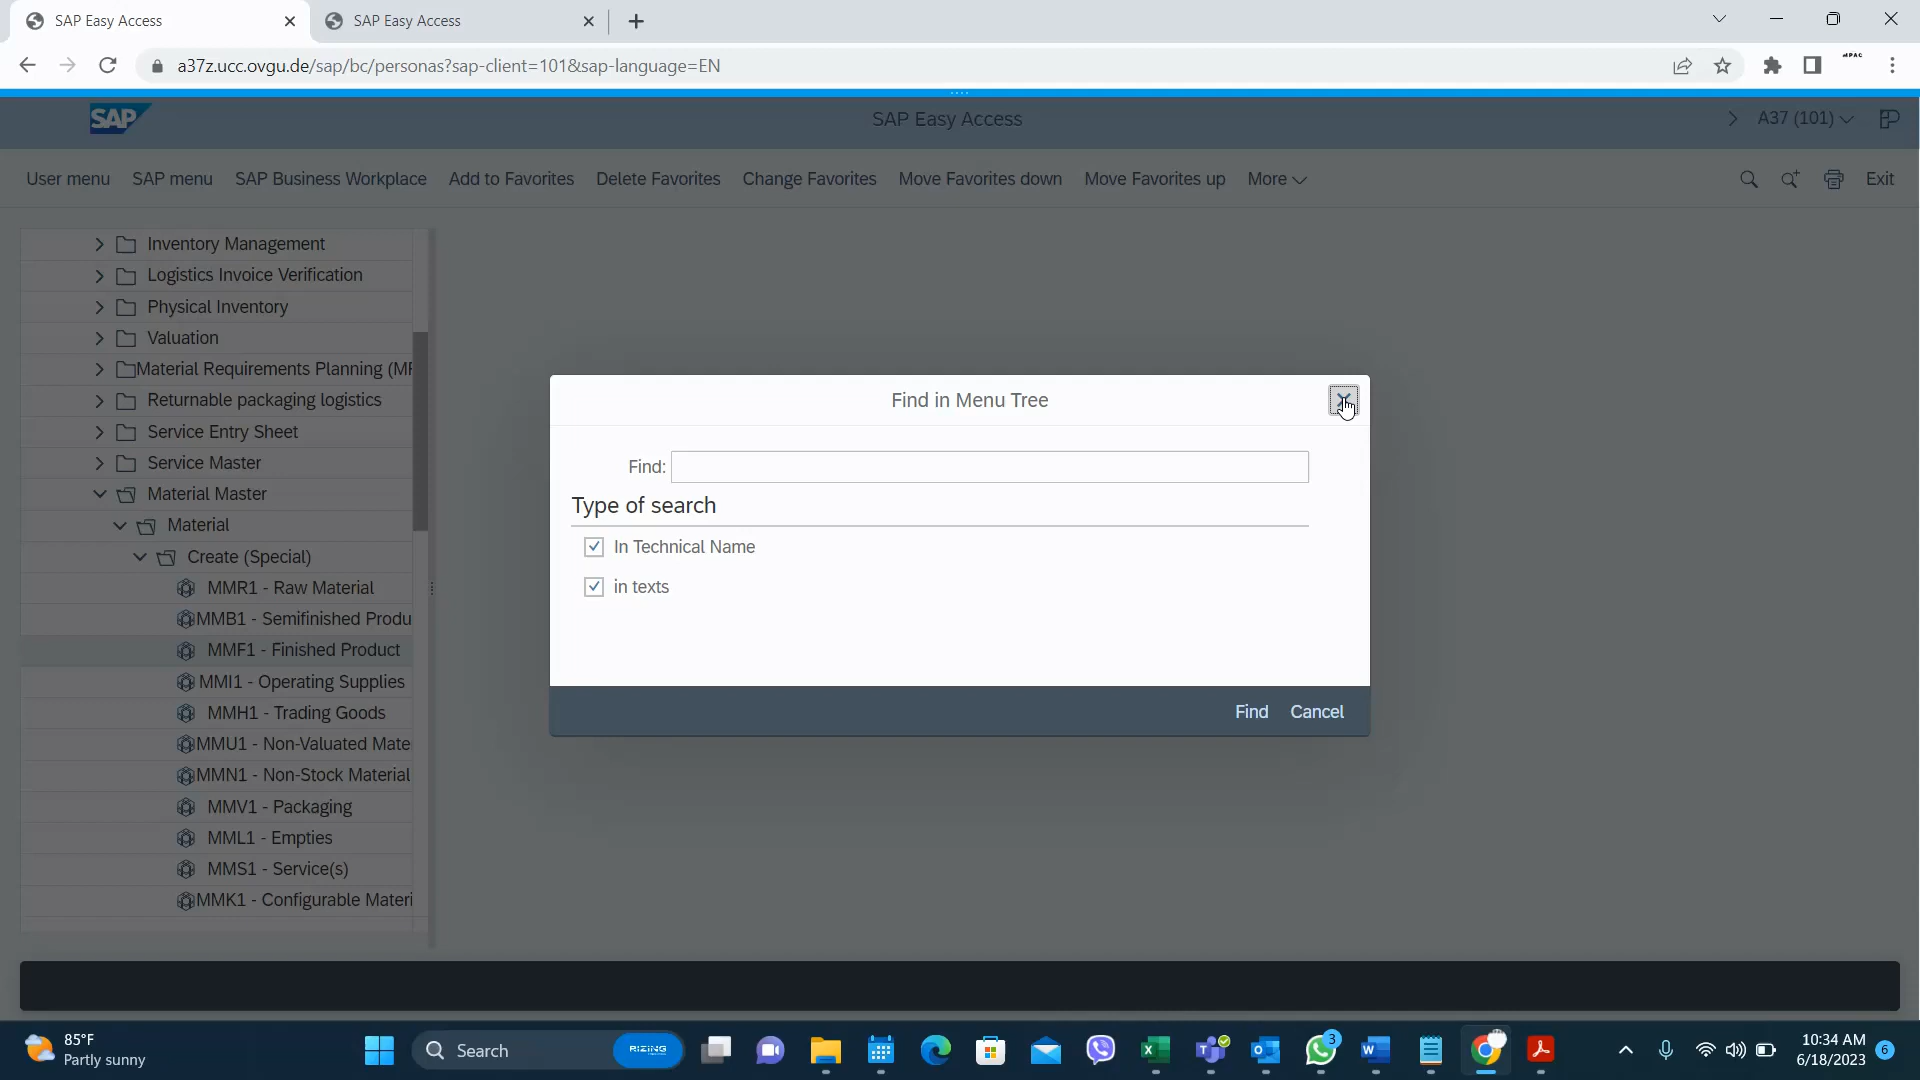 SAP Easy Access
SAP Easy Access
a37z.ucc.ovgu.de/sap/bc/personas?sap-client=101&sap-language=EN
SAP
SAP Easy Access
A37 (101)
User menu SAP menu SAP Business Workplace Add to Favorites Delete Favorites Change Favorites Move Favorites down Move Favorites up More Exit
Inventory Management
Logistics Invoice Verification
Physical Inventory
Valuation
Material Requirements Planning (MR
Returnable packaging logistics
Service Entry Sheet
Service Master
Material Master
Material
Create (Special)
MMR1 - Raw Material
MMB1 - Semifinished Produ
MMF1 - Finished Product
MMI1 - Operating Supplies
MMH1 - Trading Goods
MMU1 - Non-Valuated Mate
MMN1 - Non-Stock Material
MMV1 - Packaging
MML1 - Empties
MMS1 - Service(s)
MMK1 - Configurable Materi
Find in Menu Tree
Find:
Type of search
In Technical Name
in texts
Find Cancel
85°F
Partly sunny
Search
RIZING
3
10:34 AM
6/18/2023
6